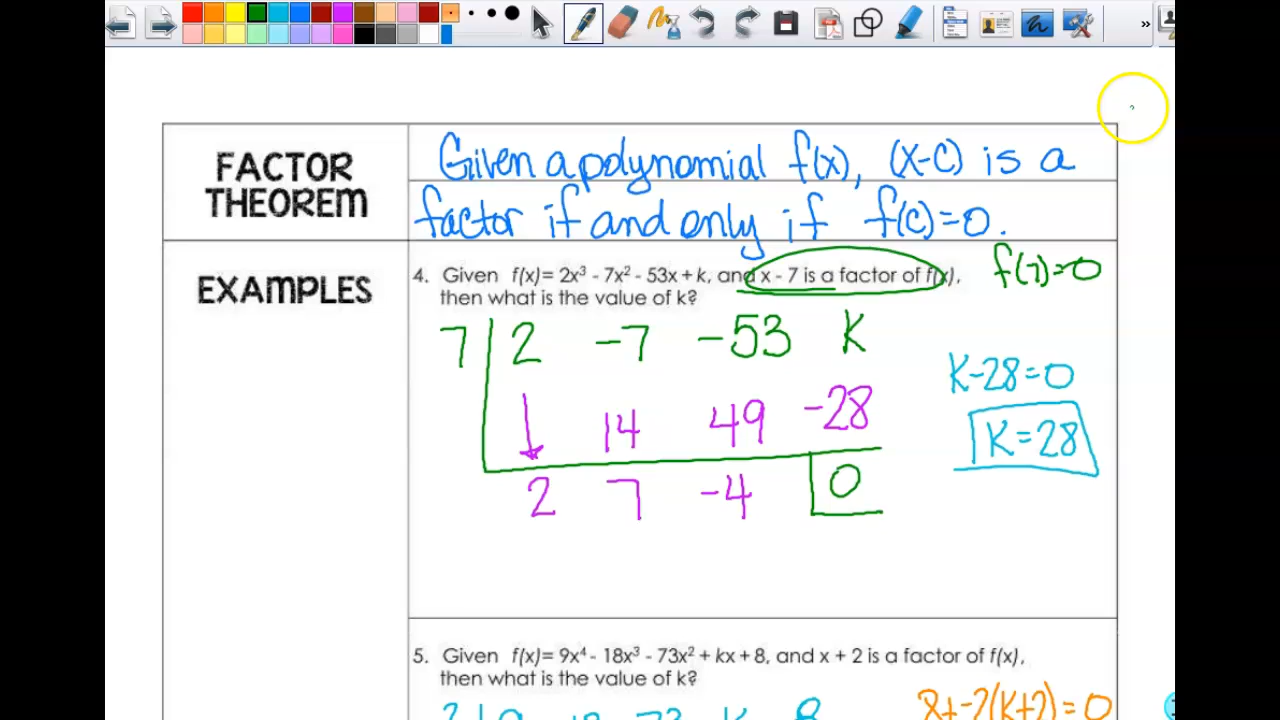 FACTOR
THEOREM
Given a polynomial f(x), (x-c) is a
factor if and only if f(c)=0.
EXAMPLES
4. Given f(x)= 2x³ - 7x² - 53x + k, and x - 7 is a factor of f(x),
then what is the value of k?
f(7)=0
7 2 -7 -53 K
14 49 -28
2 7 -4 0
K-28=0
K=28
5. Given f(x)= 9x⁴ - 18x³ - 73x² + kx + 8, and x + 2 is a factor of f(x),
then what is the value of k?
8+-2(K+2)=0